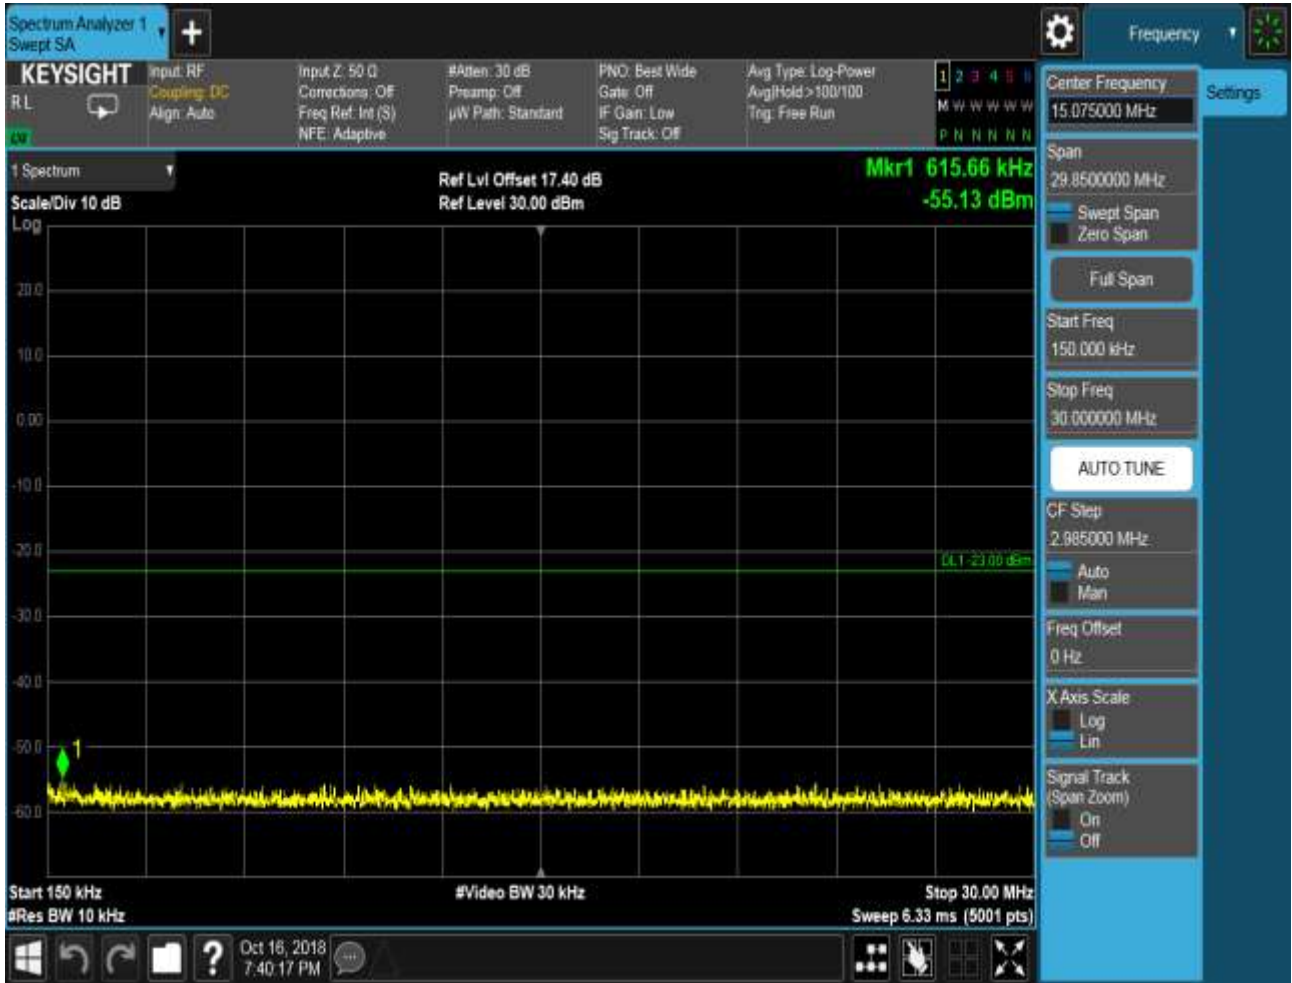 Spectrum Analyzer 1
Swept SA
Frequency
KEYSIGHT
R L
Input: RF
Coupling: DC
Align: Auto
Input Z: 50 Ω
Corrections: Off
Freq Ref: Int (S)
NFE: Adaptive
#Atten: 30 dB
Preamp: Off
µW Path: Standard
PNO: Best Wide
Gate: Off
IF Gain: Low
Sig Track: Off
Avg Type: Log-Power
Avg|Hold:>100/100
Trig: Free Run
1 2 3 4 5 6
M W W W W W
P N N N N N
1 Spectrum
Scale/Div 10 dB
Log
Ref Lvl Offset 17.40 dB
Ref Level 30.00 dBm
Mkr1 615.66 kHz
-55.13 dBm
20.0
10.0
0.00
-10.0
-20.0
-30.0
-40.0
-50.0
-60.0
DL1 -23.00 dBm
1
Start 150 kHz
#Res BW 10 kHz
#Video BW 30 kHz
Stop 30.00 MHz
Sweep 6.33 ms (5001 pts)
Oct 16, 2018
7:40:17 PM
Center Frequency
15.075000 MHz
Settings
Span
29.8500000 MHz
Swept Span
Zero Span
Full Span
Start Freq
150.000 kHz
Stop Freq
30.000000 MHz
AUTO TUNE
CF Step
2.985000 MHz
Auto
Man
Freq Offset
0 Hz
X Axis Scale
Log
Lin
Signal Track
(Span Zoom)
On
Off